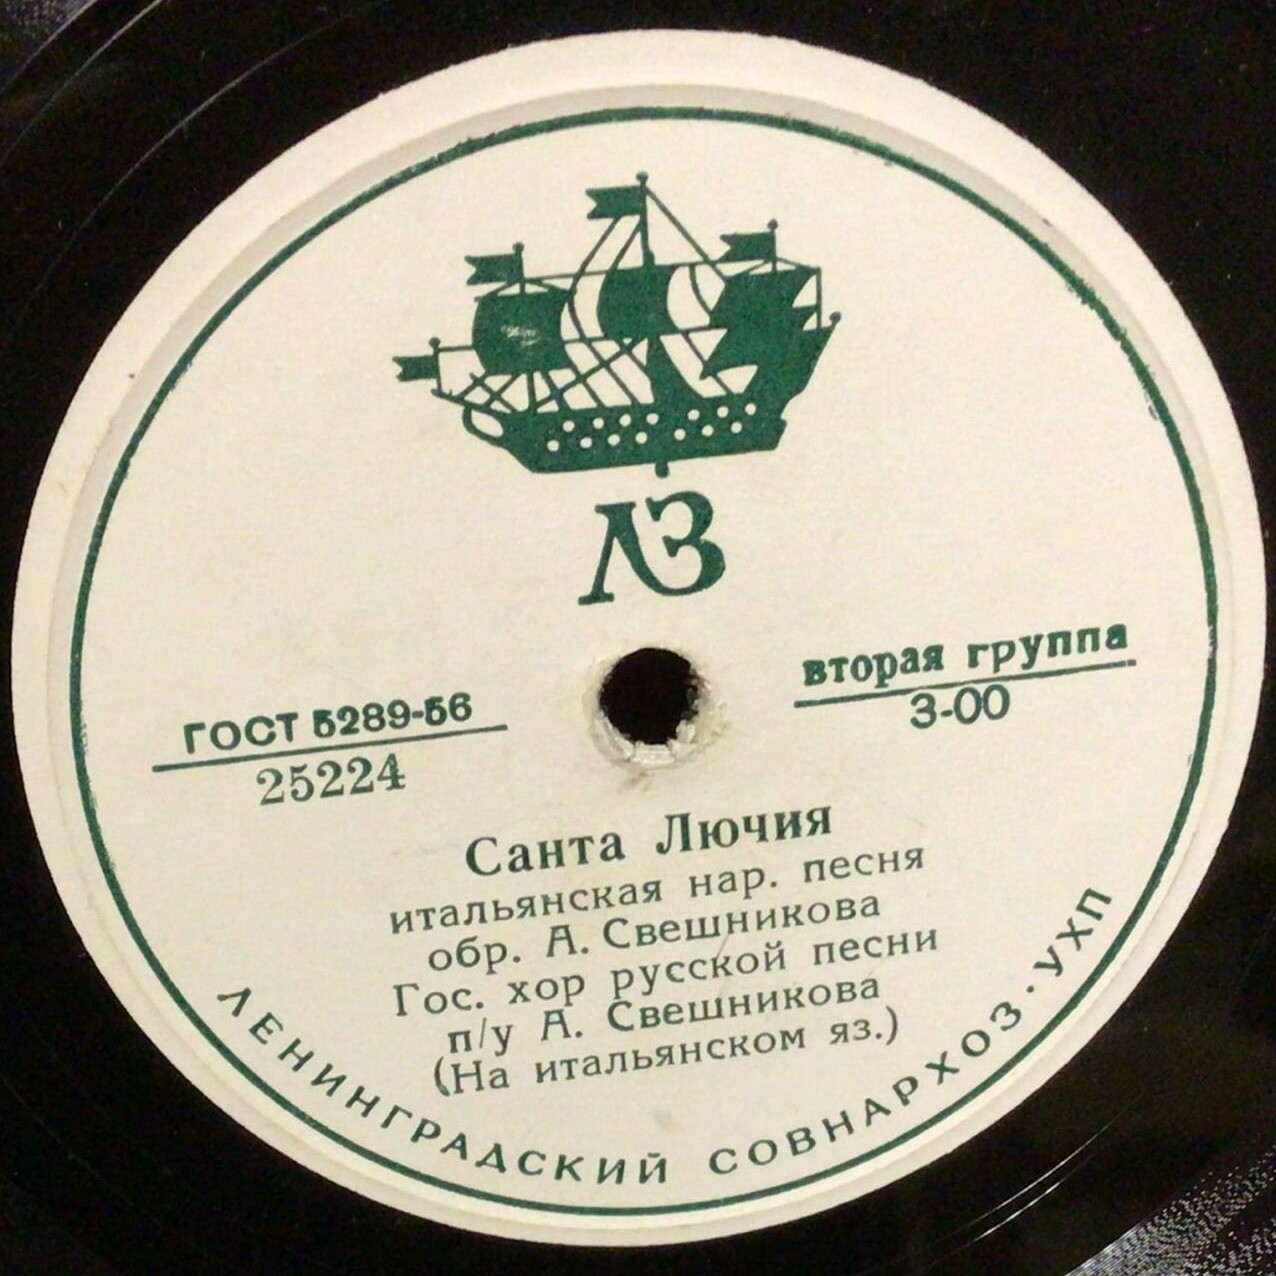 ЛЗ
ГОСТ 5289-56
25224
вторая группа
3-00
Санта Лючия
итальянская нар. песня
обр. А. Свешникова
Гос. хор русской песни
п/у А. Свешникова
(На итальянском яз.)
ЛЕНИНГРАДСКИЙ СОВНАРХОЗ·УХП